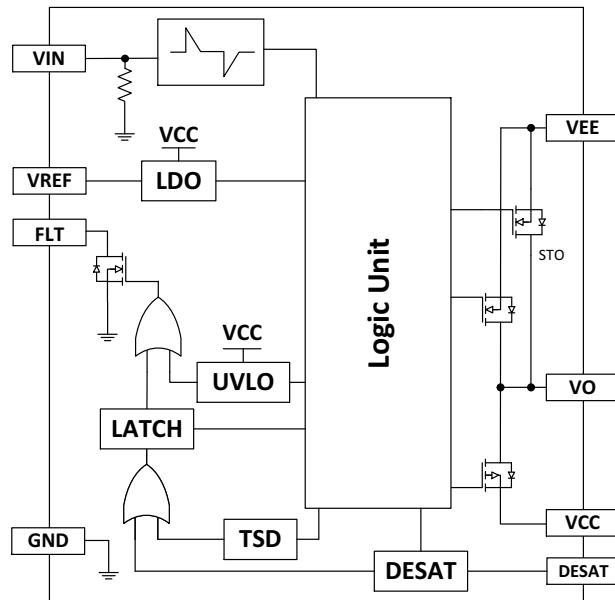 VIN
VCC
VREF
LDO
FLT
VEE
STO
Logic Unit
VCC
UVLO
VO
LATCH
VCC
GND
TSD
DESAT
DESAT